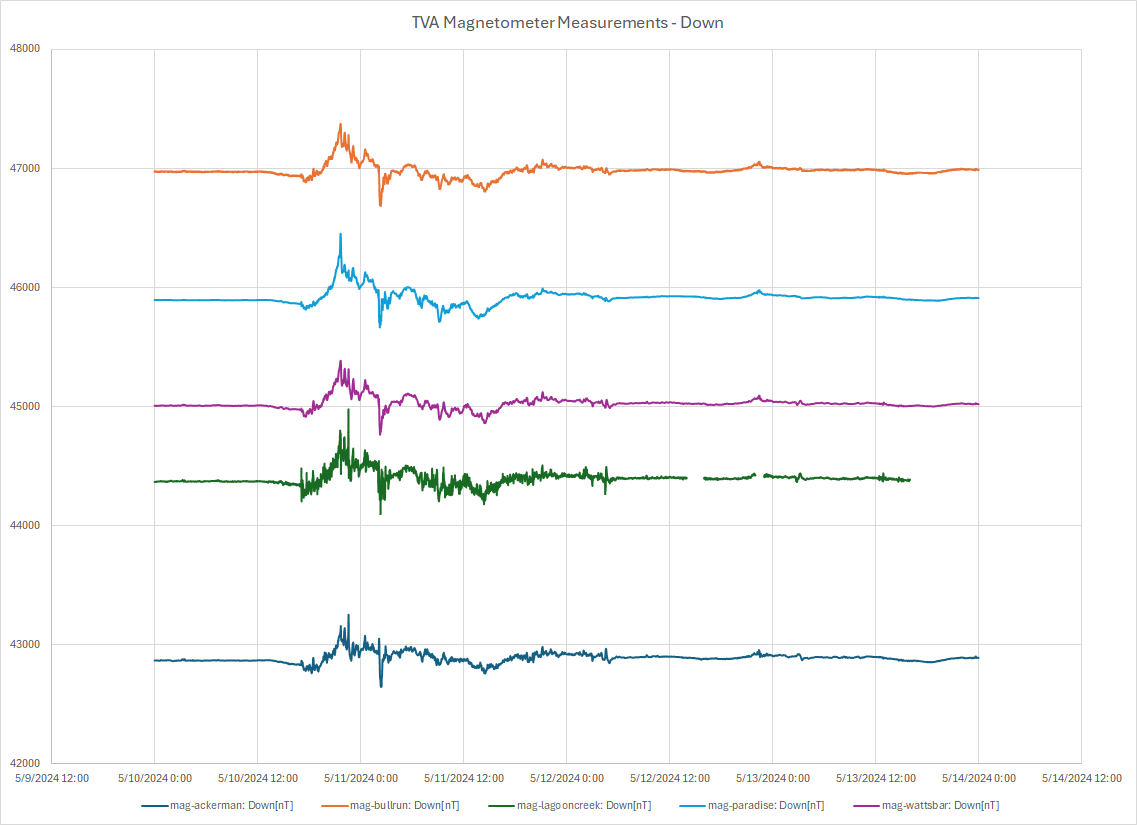 TVA Magnetometer Measurements - Down
48000
47000
46000
45000
44000
43000
42000
5/9/2024 12:00 5/10/2024 0:00 5/10/2024 12:00 5/11/2024 0:00 5/11/2024 12:00 5/12/2024 0:00 5/12/2024 12:00 5/13/2024 0:00 5/13/2024 12:00 5/14/2024 0:00 5/14/2024 12:00
mag-ackerman: Down[nT] mag-bullrun: Down[nT] mag-lagooncreek: Down[nT] mag-paradise: Down[nT] mag-wattsbar: Down[nT]